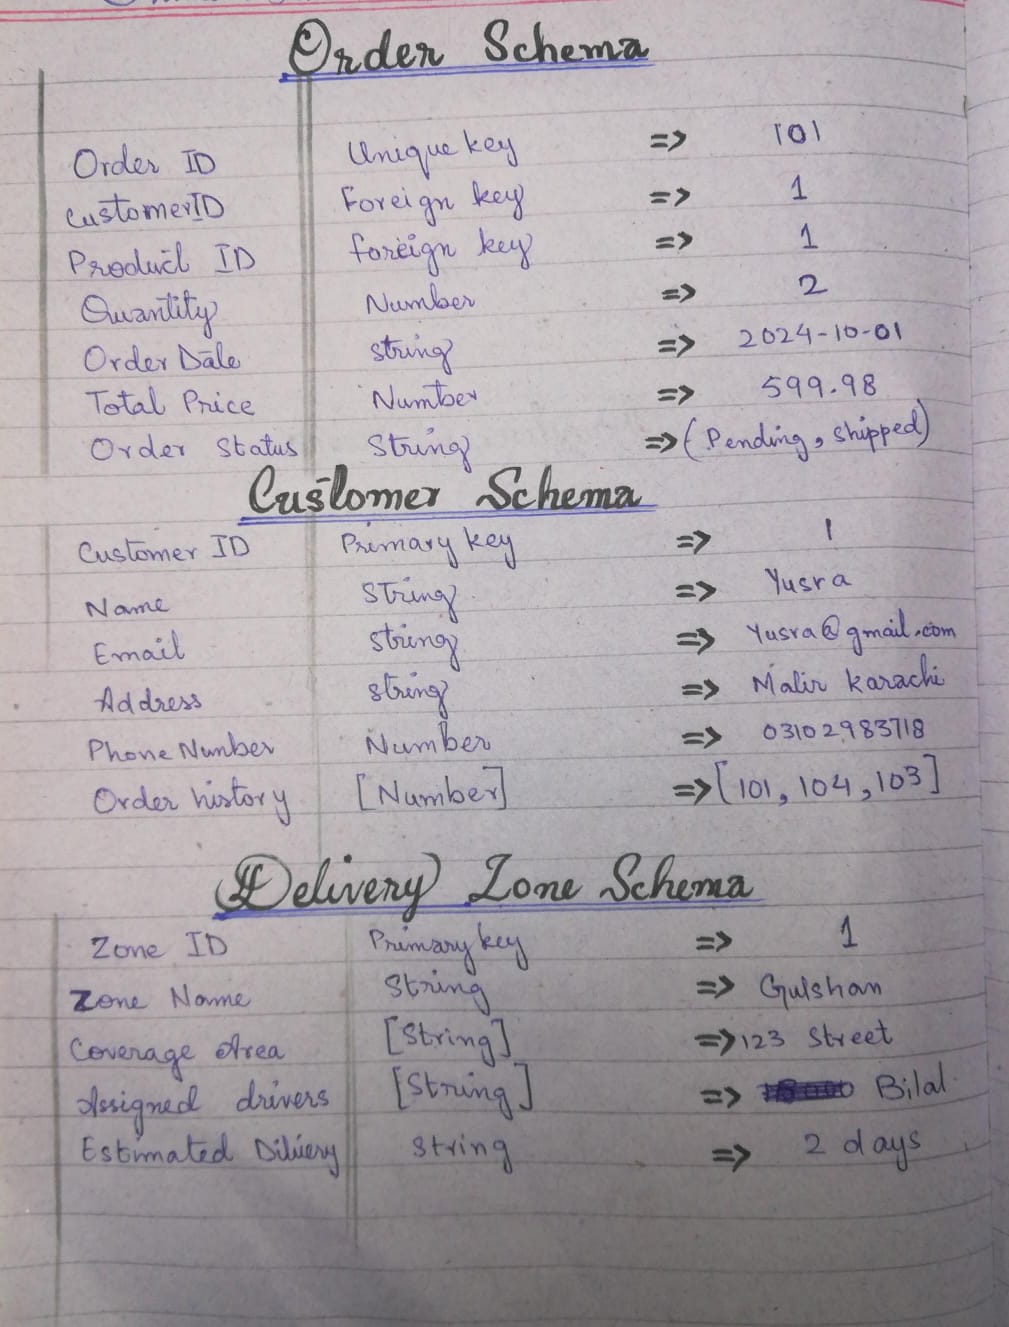 Order Schema
Order ID Unique key => 101
CustomerID Foreign key => 1
Product ID foreign key => 1
Quantity Number => 2
Order Date string => 2024-10-01
Total Price Number => 599.98
Order Status String => (Pending, shipped)
Customer Schema
Customer ID Primary key => 1
Name String => Yusra
Email string => Yusra@gmail.com
Address string => Malir Karachi
Phone Number Number => 03102983718
Order history [Number] => [101, 104, 103]
Delivery Zone Schema
Zone ID Primary key => 1
Zone Name String => Gulshan
Coverage Area [String] => 123 Street
Assigned drivers [String] => Bilal
Estimated Diliery String => 2 days